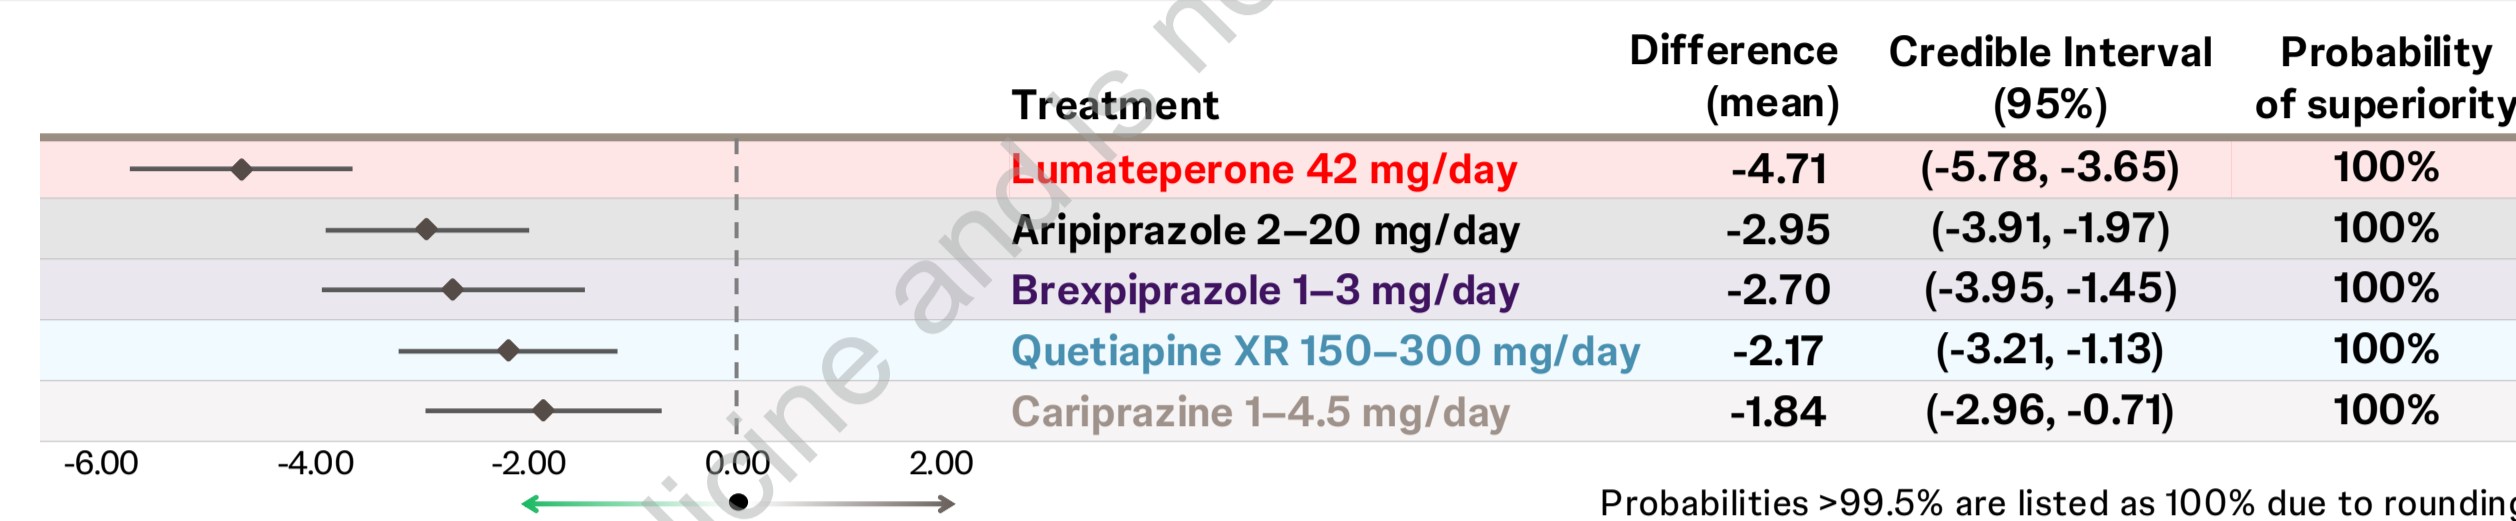 Treatment Difference (mean) Credible Interval (95%) Probability of superiority
Lumateperone 42 mg/day -4.71 (-5.78, -3.65) 100%
Aripiprazole 2–20 mg/day -2.95 (-3.91, -1.97) 100%
Brexpiprazole 1–3 mg/day -2.70 (-3.95, -1.45) 100%
Quetiapine XR 150–300 mg/day -2.17 (-3.21, -1.13) 100%
Cariprazine 1–4.5 mg/day -1.84 (-2.96, -0.71) 100%
-6.00 -4.00 -2.00 0.00 2.00
Probabilities >99.5% are listed as 100% due to rounding
and is